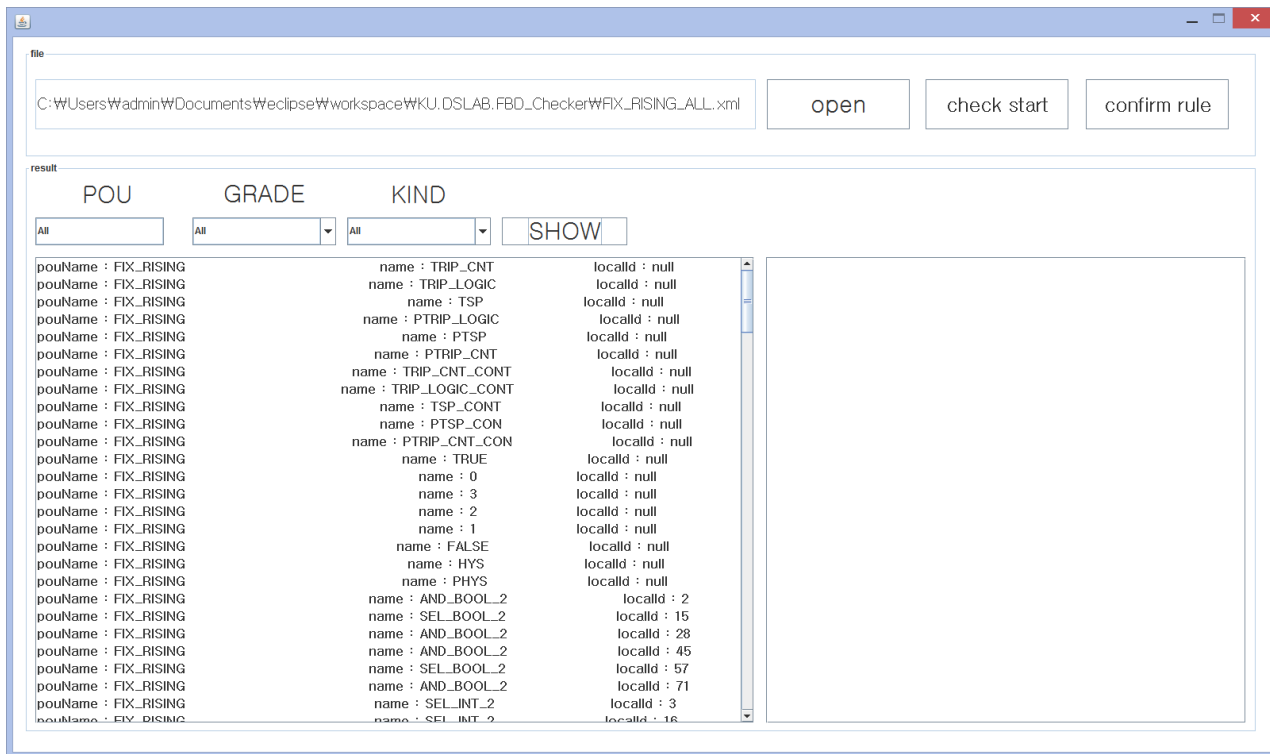 file
C:₩Users₩admin₩Documents₩eclipse₩workspace₩KU.DSLAB.FBD_Checker₩FIX_RISING_ALL.xml
open
check start
confirm rule
result
POU GRADE KIND
All All All SHOW
pouName : FIX_RISING name : TRIP_CNT localId : null
pouName : FIX_RISING name : TRIP_LOGIC localId : null
pouName : FIX_RISING name : TSP localId : null
pouName : FIX_RISING name : PTRIP_LOGIC localId : null
pouName : FIX_RISING name : PTSP localId : null
pouName : FIX_RISING name : PTRIP_CNT localId : null
pouName : FIX_RISING name : TRIP_CNT_CONT localId : null
pouName : FIX_RISING name : TRIP_LOGIC_CONT localId : null
pouName : FIX_RISING name : TSP_CONT localId : null
pouName : FIX_RISING name : PTSP_CON localId : null
pouName : FIX_RISING name : PTRIP_CNT_CON localId : null
pouName : FIX_RISING name : TRUE localId : null
pouName : FIX_RISING name : 0 localId : null
pouName : FIX_RISING name : 3 localId : null
pouName : FIX_RISING name : 2 localId : null
pouName : FIX_RISING name : 1 localId : null
pouName : FIX_RISING name : FALSE localId : null
pouName : FIX_RISING name : HYS localId : null
pouName : FIX_RISING name : PHYS localId : null
pouName : FIX_RISING name : AND_BOOL_2 localId : 2
pouName : FIX_RISING name : SEL_BOOL_2 localId : 15
pouName : FIX_RISING name : AND_BOOL_2 localId : 28
pouName : FIX_RISING name : AND_BOOL_2 localId : 45
pouName : FIX_RISING name : SEL_BOOL_2 localId : 57
pouName : FIX_RISING name : AND_BOOL_2 localId : 71
pouName : FIX_RISING name : SEL_INT_2 localId : 3
pouName : FIX_RISING name : SEL_INT_2 localId : 16